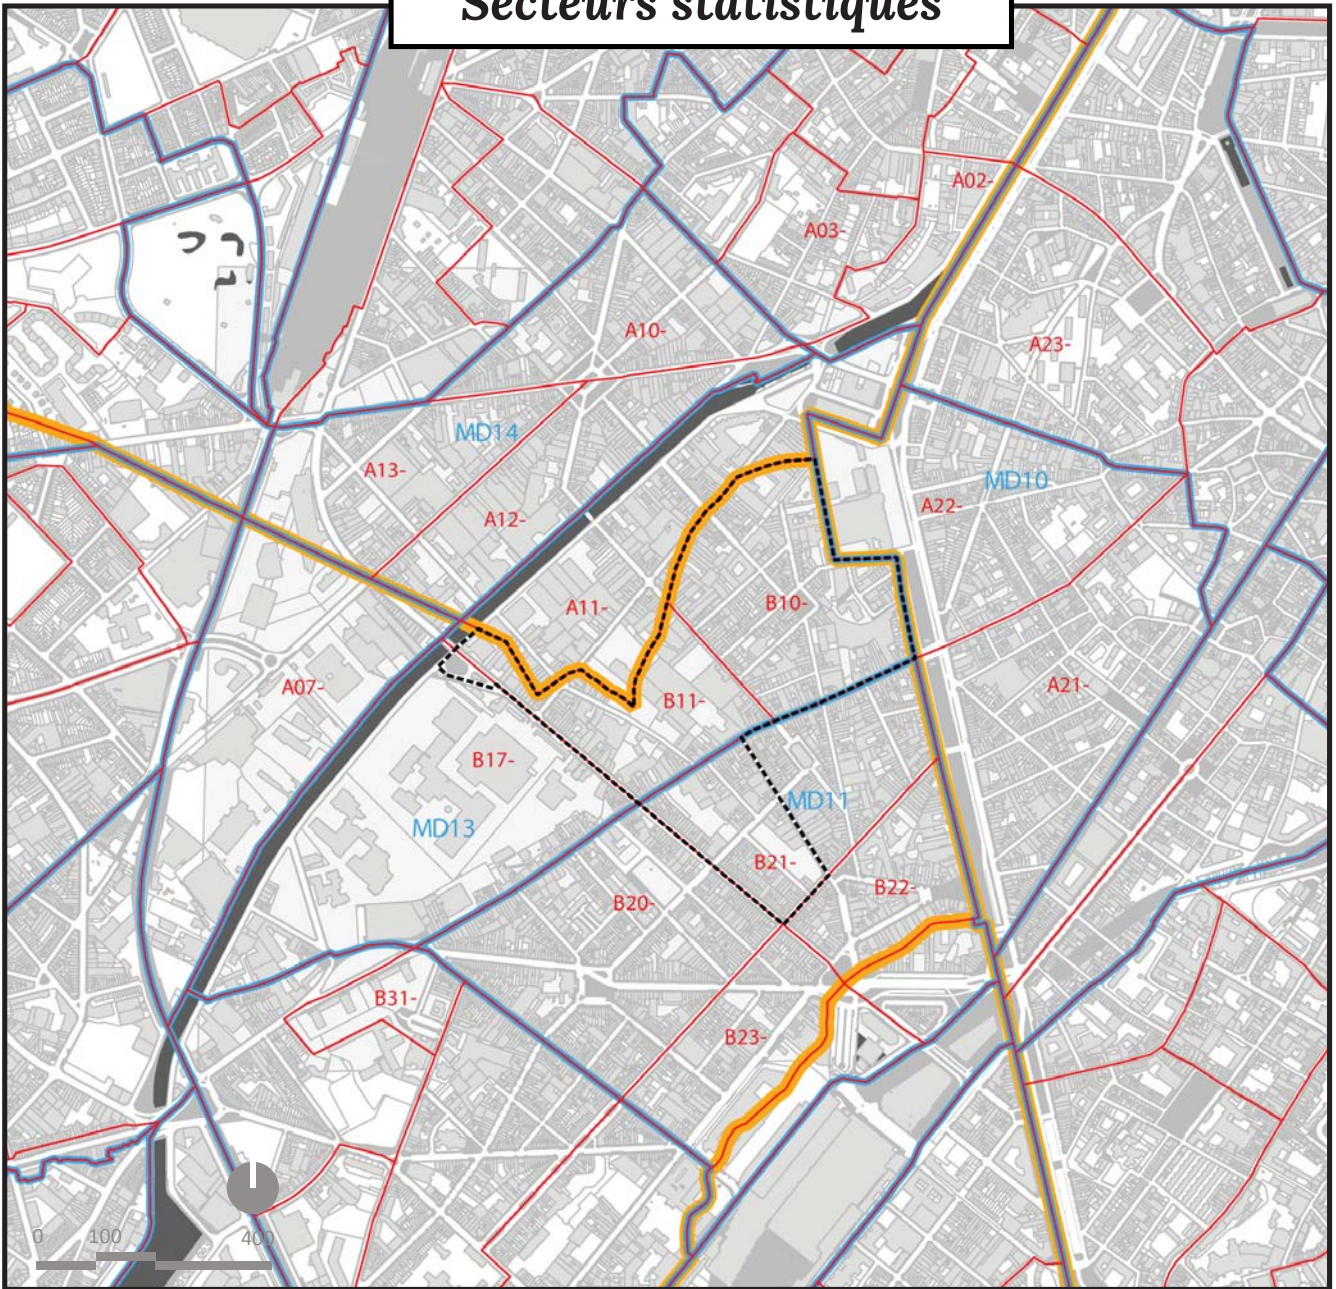 Secteurs statistiques
A02-
A03-
A10-
A23-
MD14
A13-
MD10
A12-
A22-
A11-
B10-
A07-
A21-
B11-
B17-
MD11
MD13
B21-
B22-
B20-
B31-
B23-
0 100 400